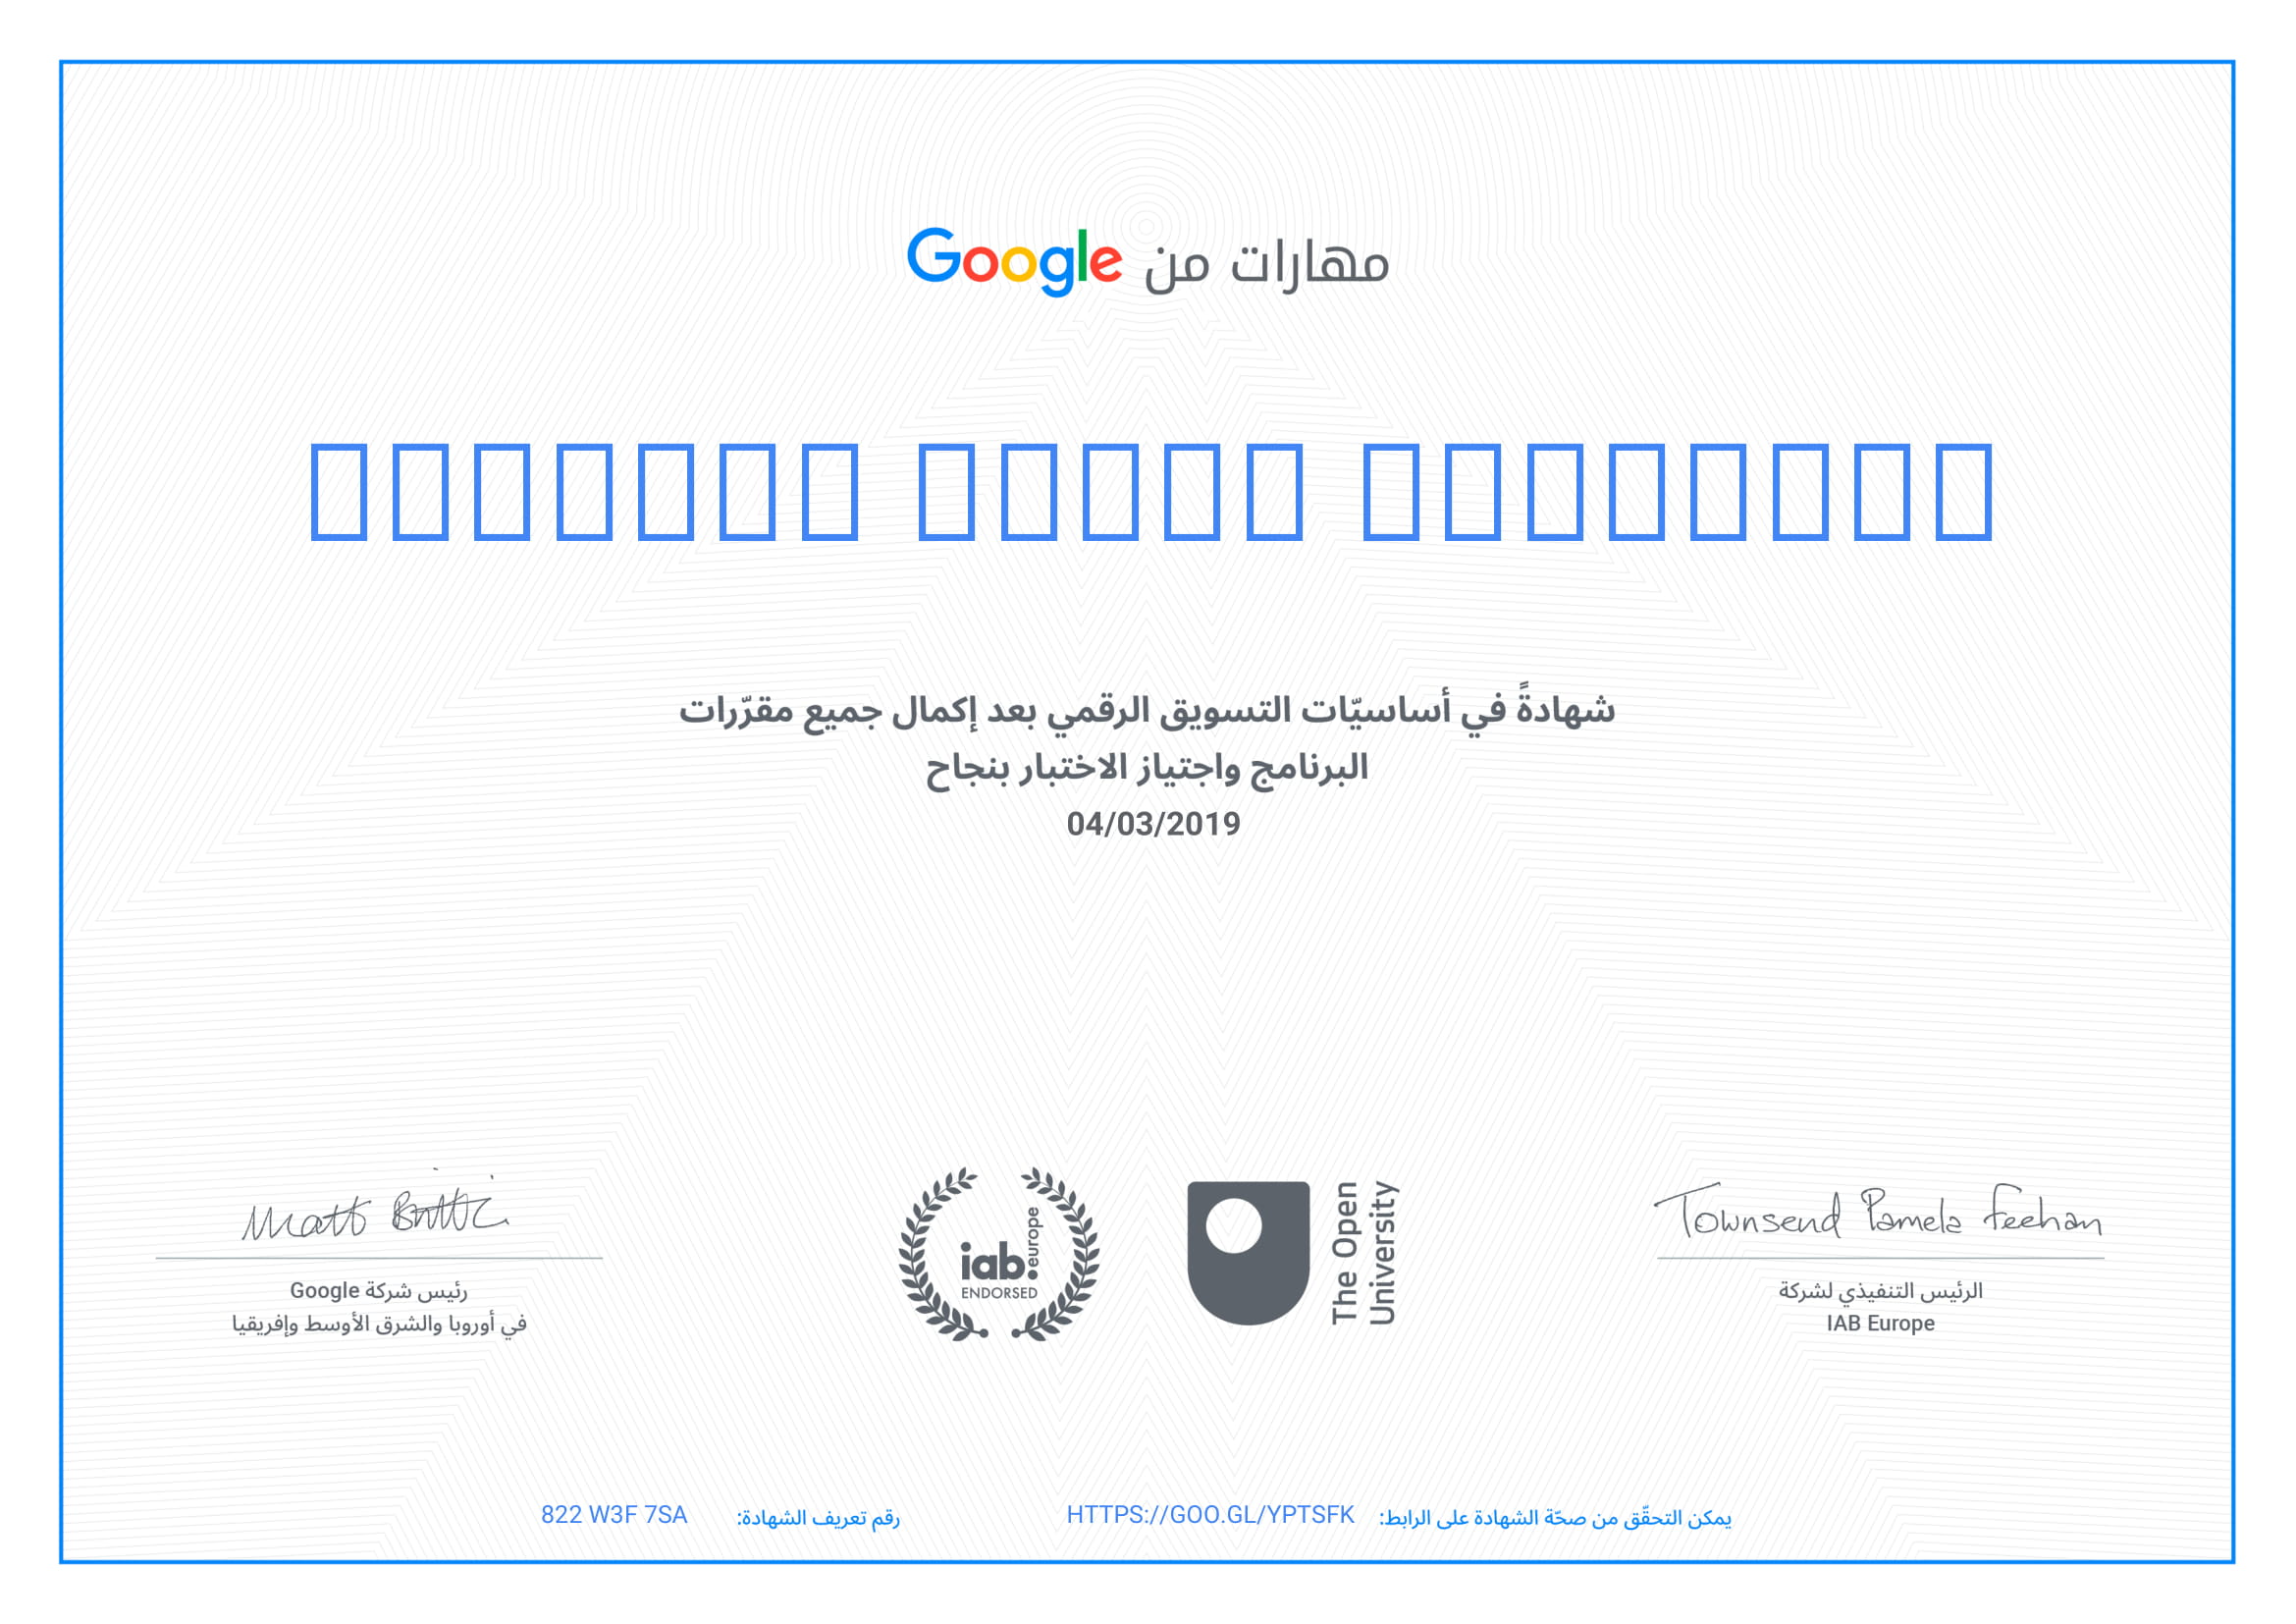 مهارات من Google
شهادةً في أساسيّات التسويق الرقمي بعد إكمال جميع مقرّرات
البرنامج واجتياز الاختبار بنجاح
04/03/2019
Townsend Pamela Feehan
الرئيس التنفيذي لشركة
IAB Europe
The Open
University
iab.europe
ENDORSED
Matt
رئيس شركة Google
في أوروبا والشرق الأوسط وإفريقيا
يمكن التحقّق من صحّة الشهادة على الرابط: HTTPS://GOO.GL/YPTSFK
رقم تعريف الشهادة: 822 W3F 7SA